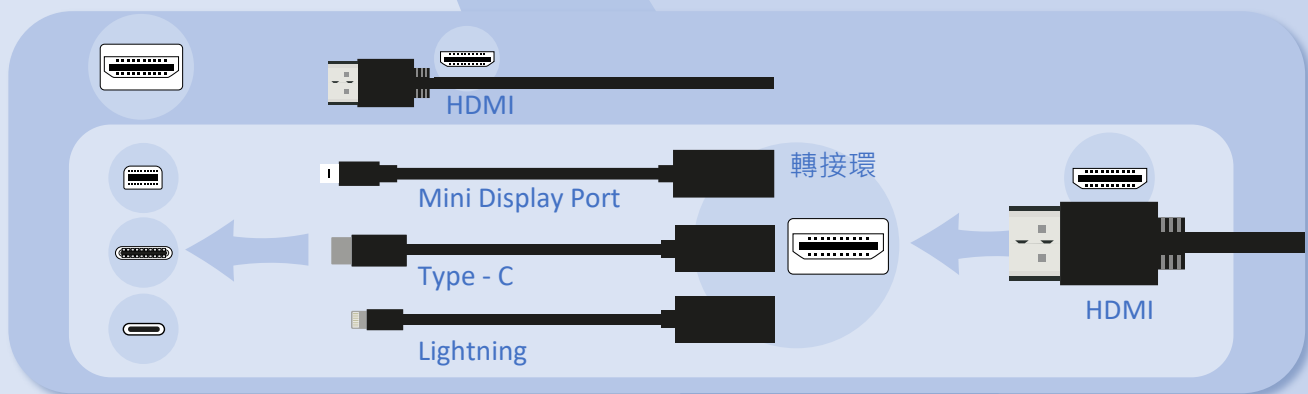 HDMI
轉接環
Mini Display Port
Type - C
HDMI
Lightning